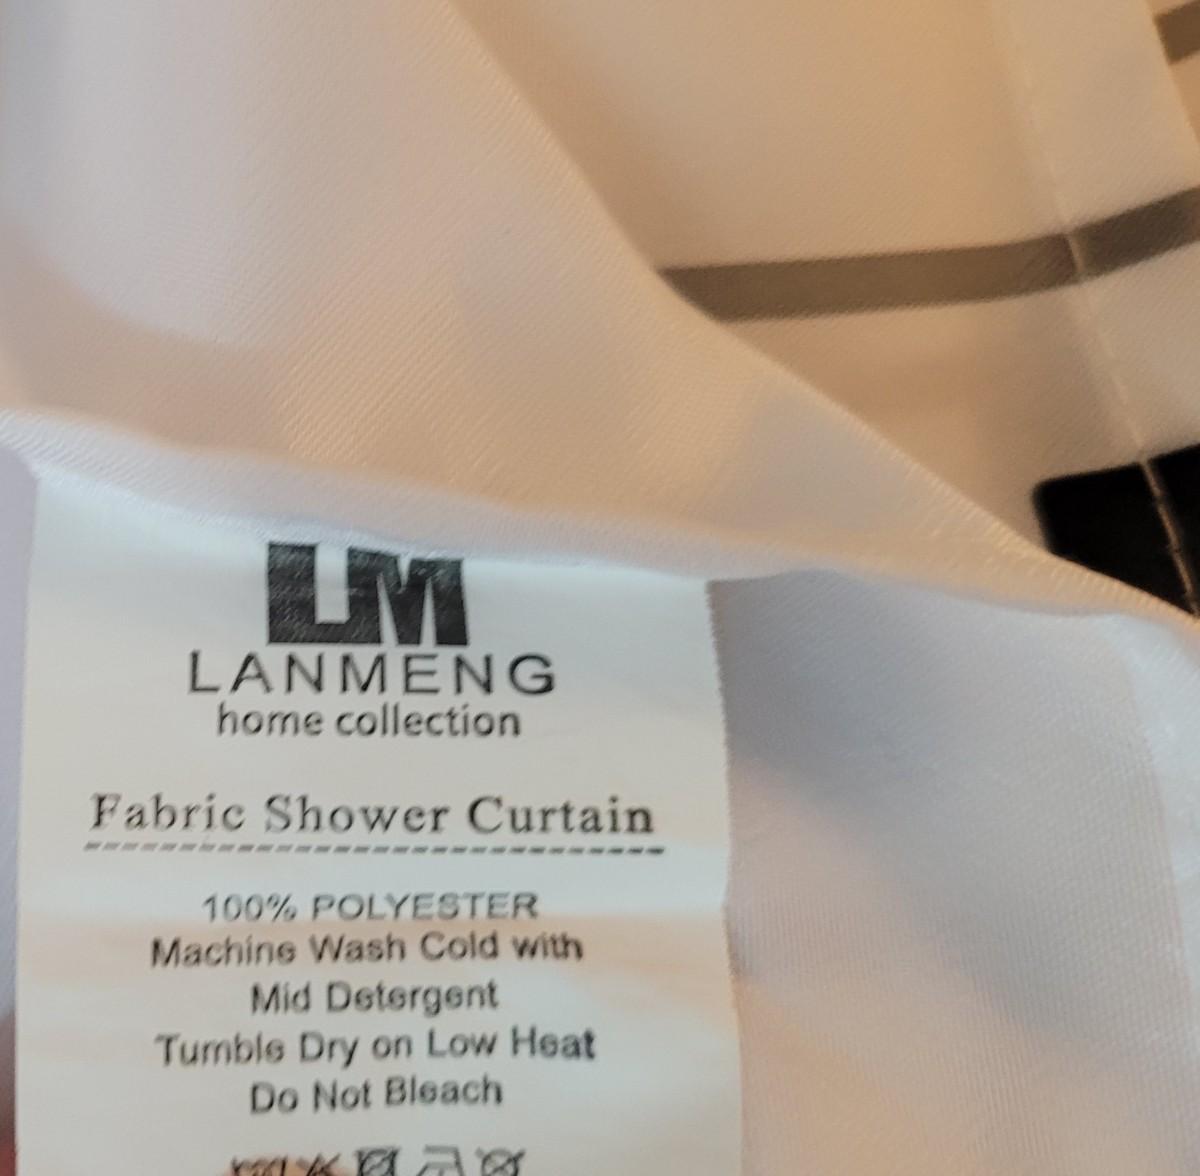 LM
LANMENG
home collection
Fabric Shower Curtain
100% POLYESTER
Machine Wash Cold with
Mid Detergent
Tumble Dry on Low Heat
Do Not Bleach